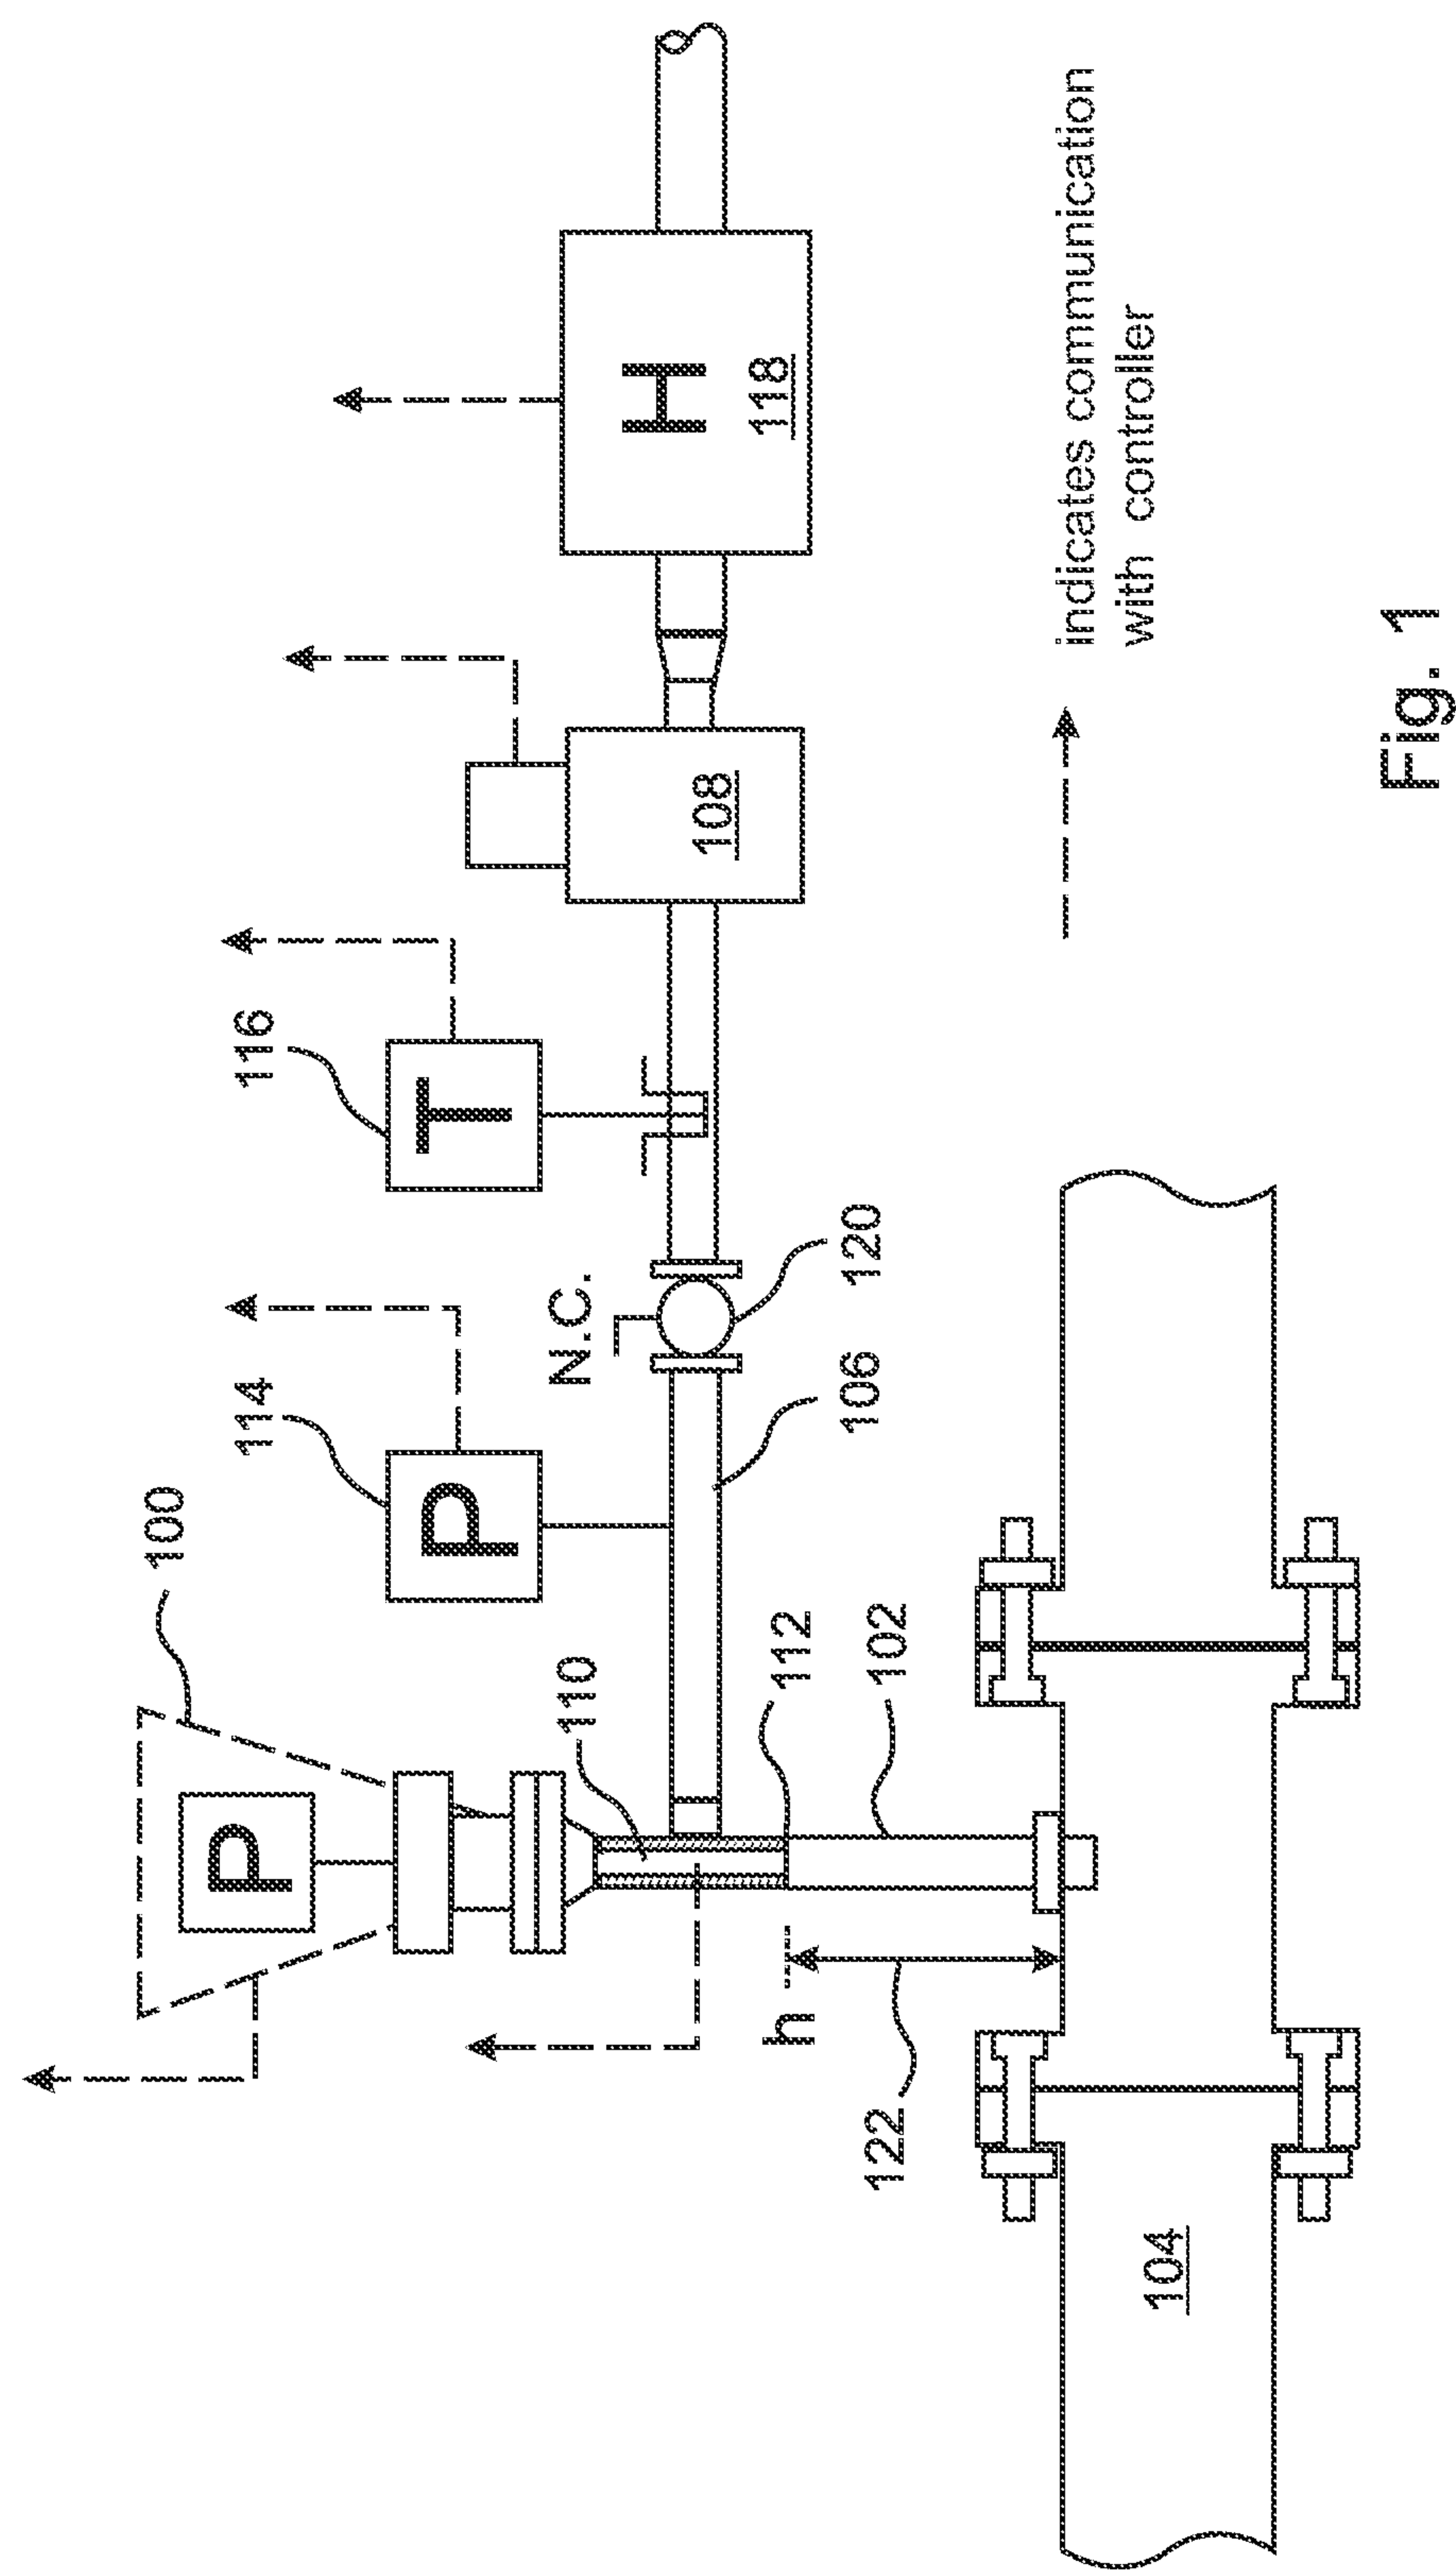 100
P
114
P
116
T
N.C.
110
H
118
108
106
120
112
102
h
122
104
indicates communication
with controller
Fig. 1